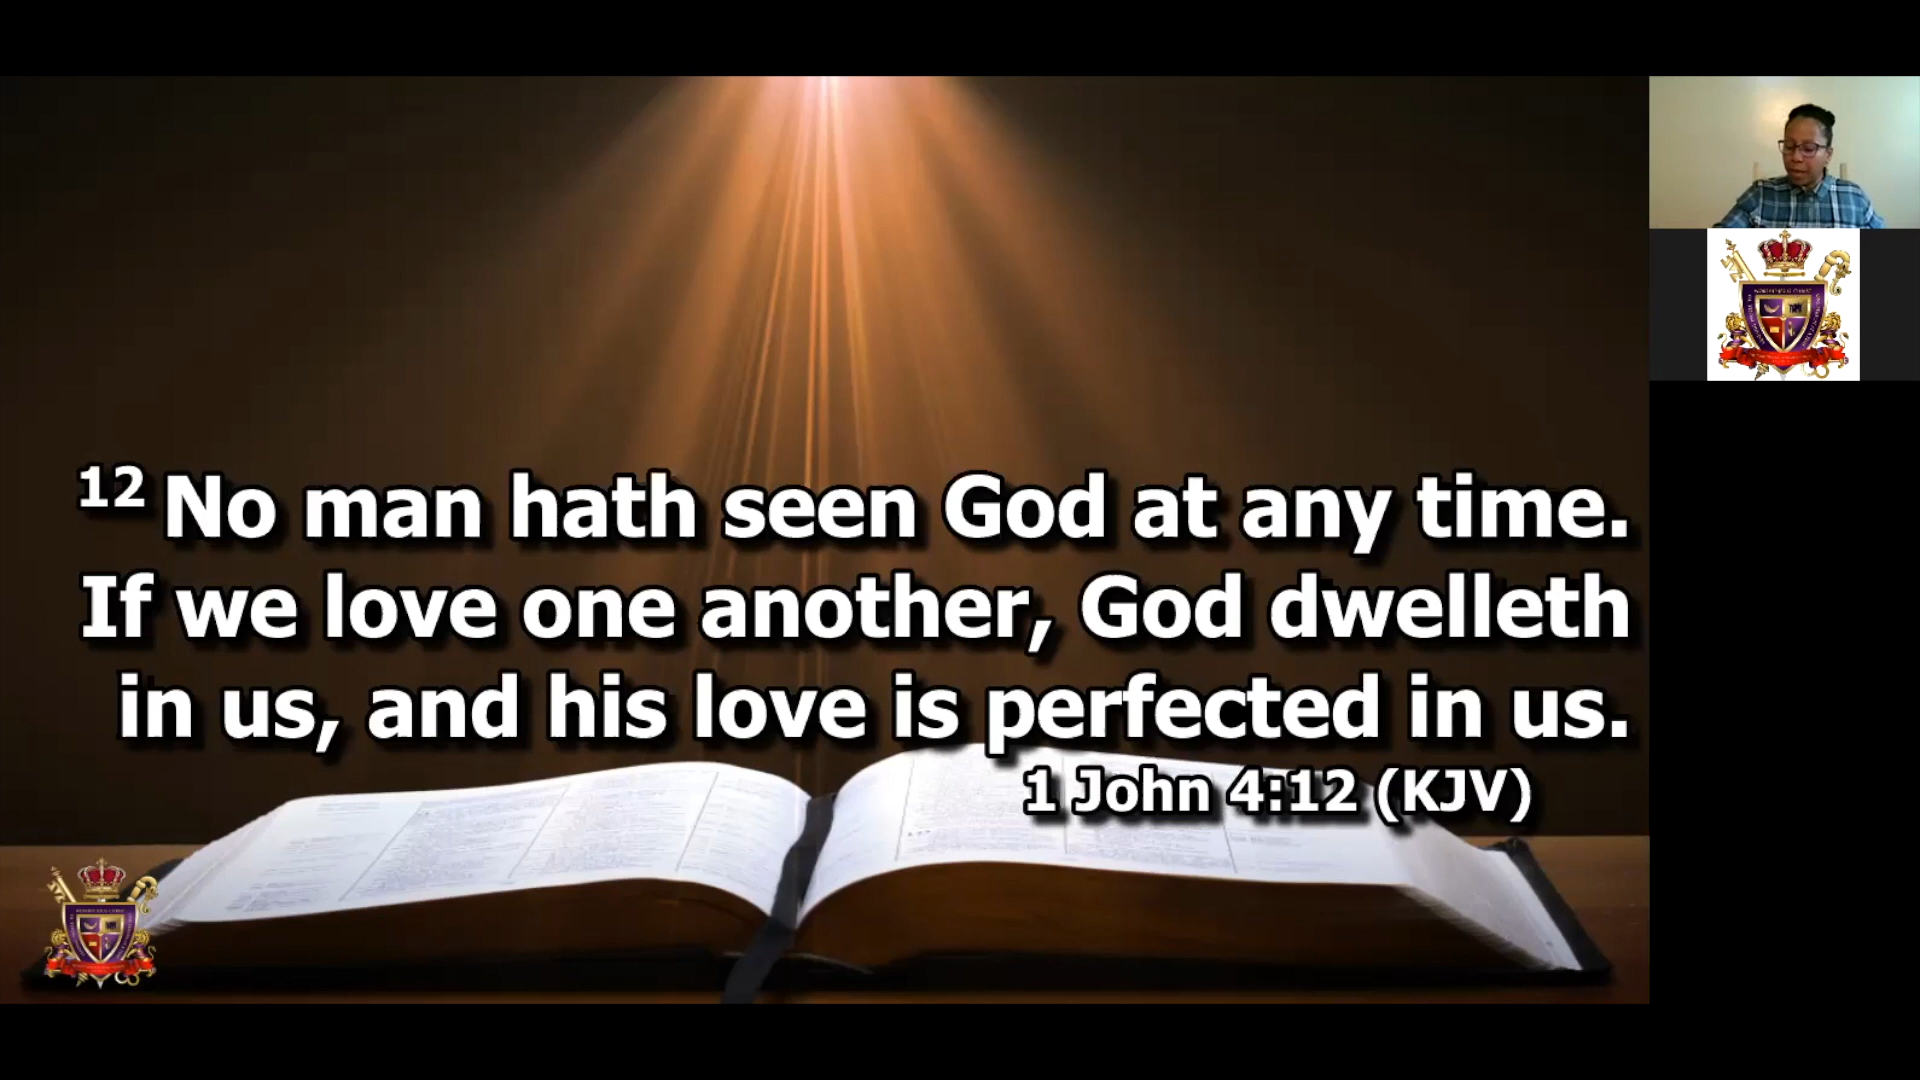 12 No man hath seen God at any time.
If we love one another, God dwelleth
in us, and his love is perfected in us.
1 John 4:12 (KJV)